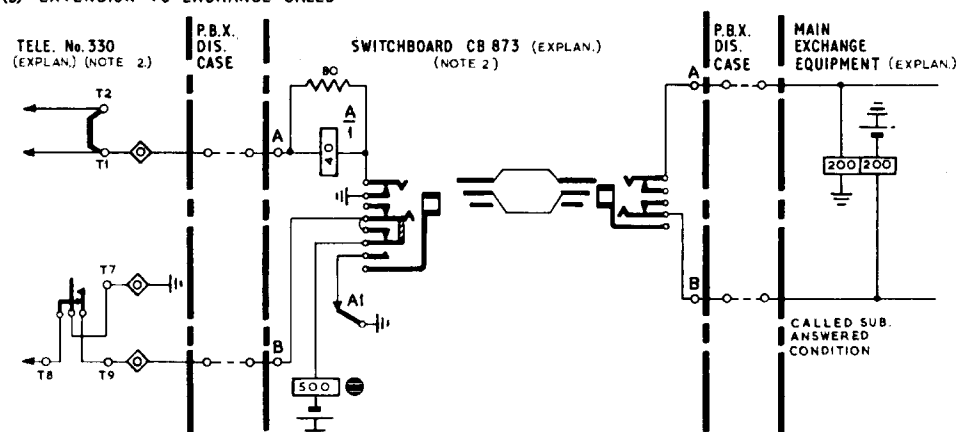 EXTENSION TO EXCHANGE CALLS
TELE. No. 330
(EXPLAN.) (NOTE 2.)
P.B.X.
DIS.
CASE
SWITCHBOARD CB 873 (EXPLAN.)
(NOTE 2)
P.B.X.
DIS.
CASE
MAIN
EXCHANGE
EQUIPMENT (EXPLAN.)
T2
T1
A
80
40
A
1
A
200
200
T7
T8
T9
B
A1
500
B
CALLED SUB.
ANSWERED
CONDITION